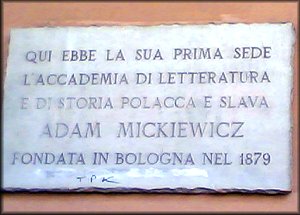 QUI EBBE LA SUA PRIMA SEDE
L'ACCADEMIA DI LETTERATURA
E DI STORIA POLACCA E SLAVA
ADAM MICKIEWICZ
FONDATA IN BOLOGNA NEL 1879
TPK